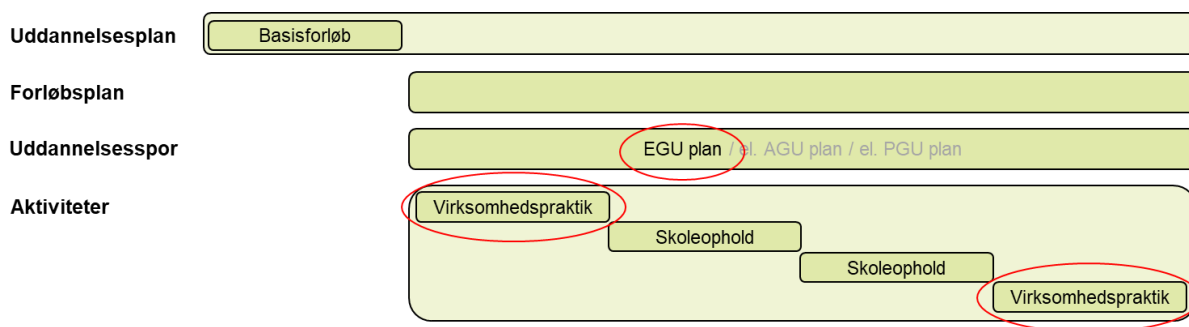 Uddannelsesplan
Basisforløb
Forløbsplan
Uddannelsesspor
EGU plan / el. AGU plan / el. PGU plan
Aktiviteter
Virksomhedspraktik
Skoleophold
Skoleophold
Virksomhedspraktik